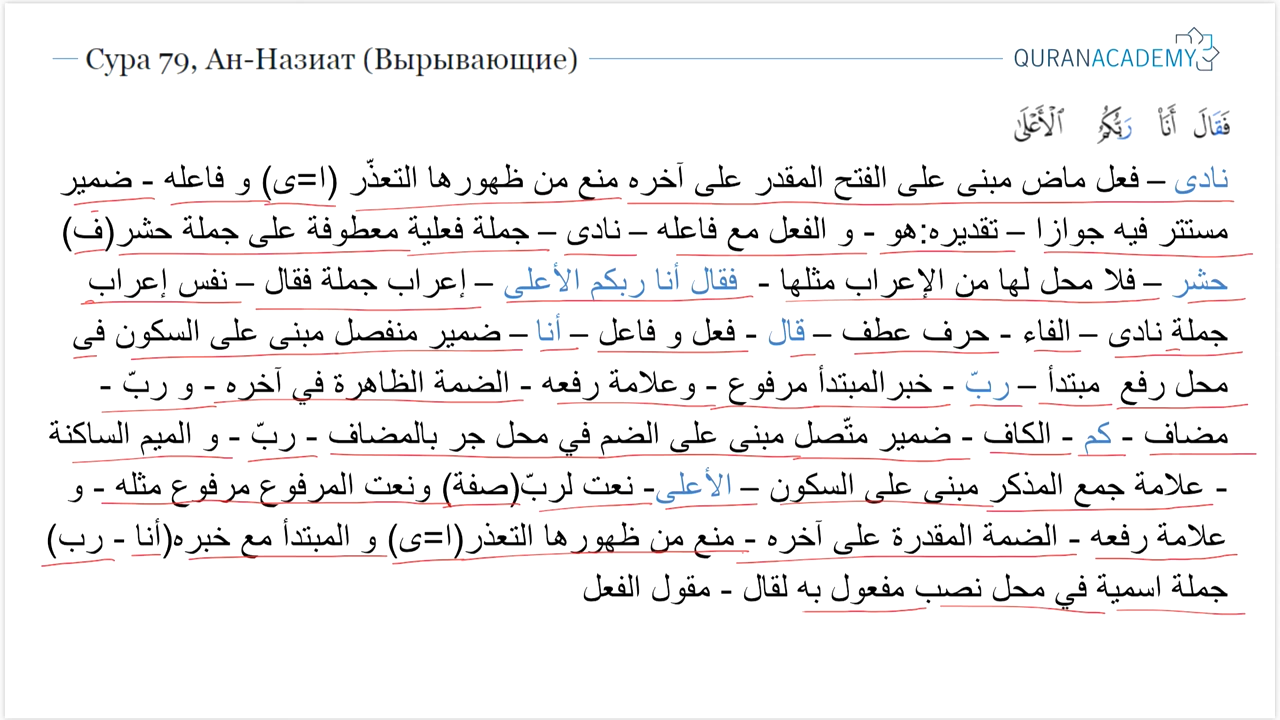 Сура 79, Ан-Назиат (Вырывающие)
QURANACADEMY
فَقَالَ أَنَا۠ رَبُّكُمُ ٱلْأَعْلَىٰ
نادى – فعل ماض مبنى على الفتح المقدر على آخره منع من ظهورها التعذّر (ا=ى) و فاعله - ضمير
مستتر فيه جوازا – تقديره:هو - و الفعل مع فاعله – نادى – جملة فعلية معطوفة على جملة حشر(ف)
حشر – فلا محل لها من الإعراب مثلها - فقال أنا ربكم الأعلى – إعراب جملة فقال – نفس إعراب
جملة نادى – الفاء - حرف عطف – قال - فعل و فاعل – أنا – ضمير منفصل مبنى على السكون فى
محل رفع مبتدأ – ربّ - خبرالمبتدأ مرفوع - وعلامة رفعه - الضمة الظاهرة في آخره - و ربّ -
مضاف - كم - الكاف - ضمير متّصل مبنى على الضم في محل جر بالمضاف - ربّ - و الميم الساكنة
- علامة جمع المذكر مبنى على السكون – الأعلى- نعت لربّ(صفة) ونعت المرفوع مرفوع مثله - و
علامة رفعه - الضمة المقدرة على آخره - منع من ظهورها التعذر(ا=ى) و المبتدأ مع خبره(أنا - رب)
جملة اسمية في محل نصب مفعول به لقال - مقول الفعل